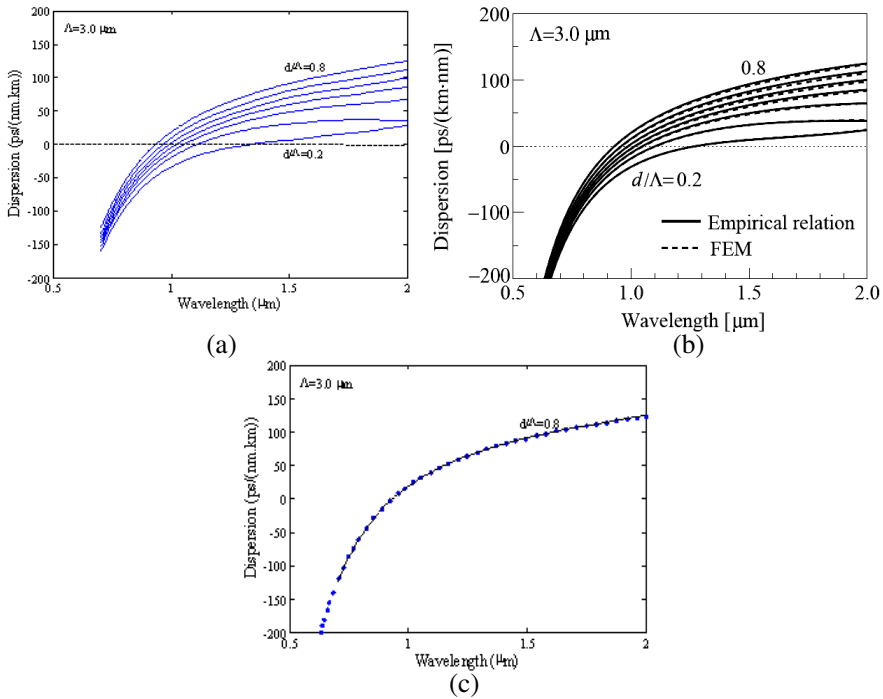 Λ=3.0 μm
d/Λ=0.8
d/Λ=0.2
Dispersion (ps/(nm.km))
200
150
100
50
0
-50
-100
-150
-200
0.5
1
1.5
2
Wavelength (μm)
(a)
Λ=3.0 μm
0.8
d/Λ=0.2
Empirical relation
FEM
Dispersion [ps/(km·nm)]
200
100
0
−100
−200
0.5
1.0
1.5
2.0
Wavelength [μm]
(b)
Λ=3.0 μm
d/Λ=0.8
Dispersion (ps/(nm.km))
200
150
100
50
0
-50
-100
-150
-200
0.5
1
1.5
2
Wavelength (μm)
(c)